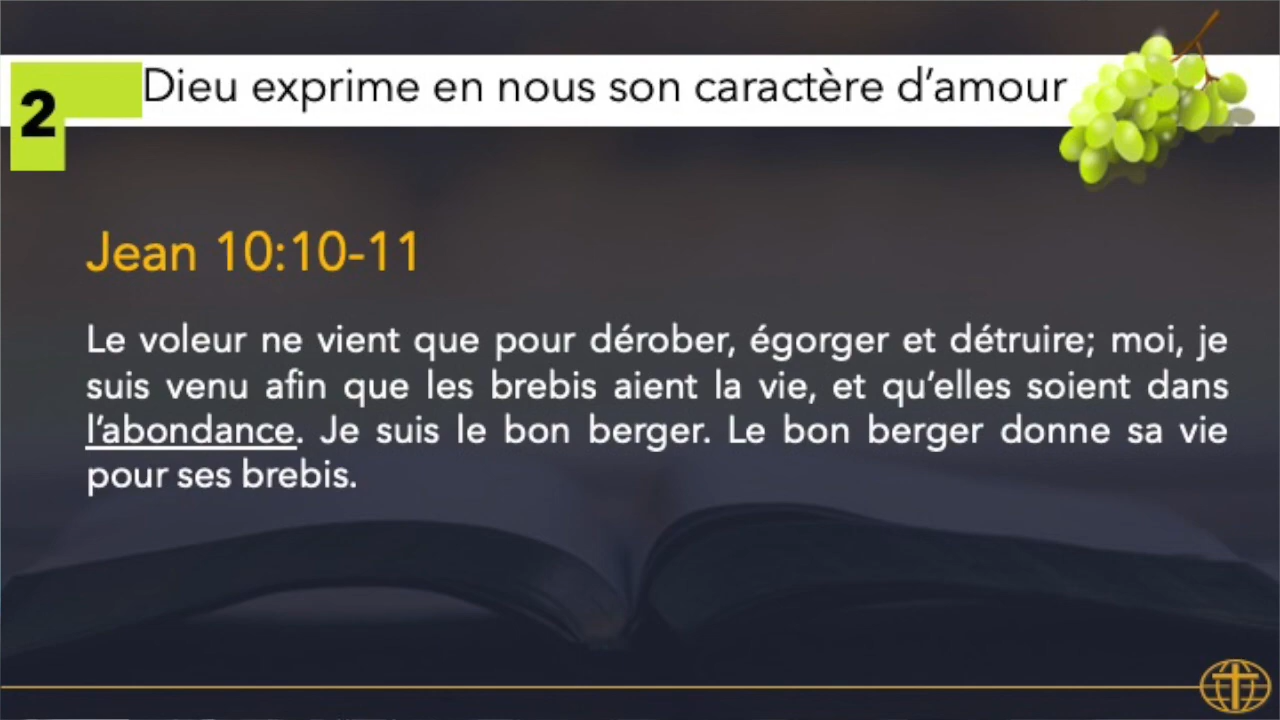 2
Dieu exprime en nous son caractère d’amour
Jean 10:10-11
Le voleur ne vient que pour dérober, égorger et détruire; moi, je
suis venu afin que les brebis aient la vie, et qu’elles soient dans
l’abondance. Je suis le bon berger. Le bon berger donne sa vie
pour ses brebis.